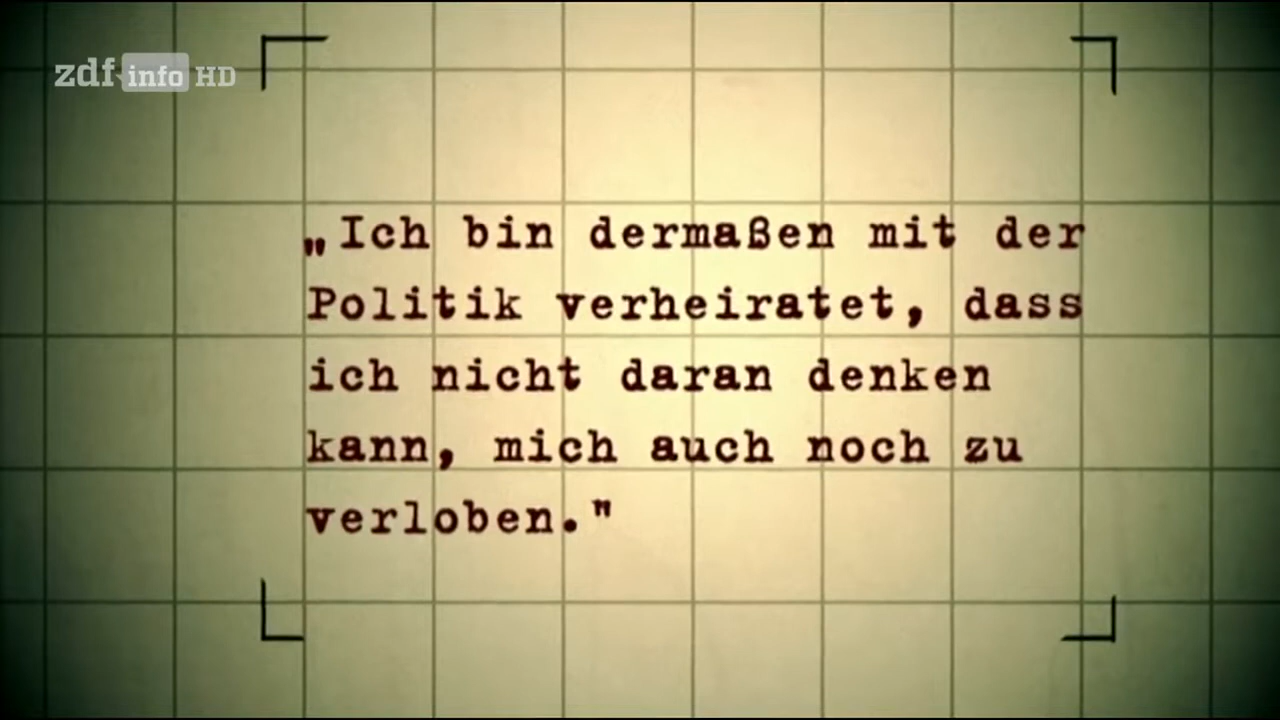 zdf info HD
„Ich bin dermaßen mit der
Politik verheiratet, dass
ich nicht daran denken
kann, mich auch noch zu
verloben."